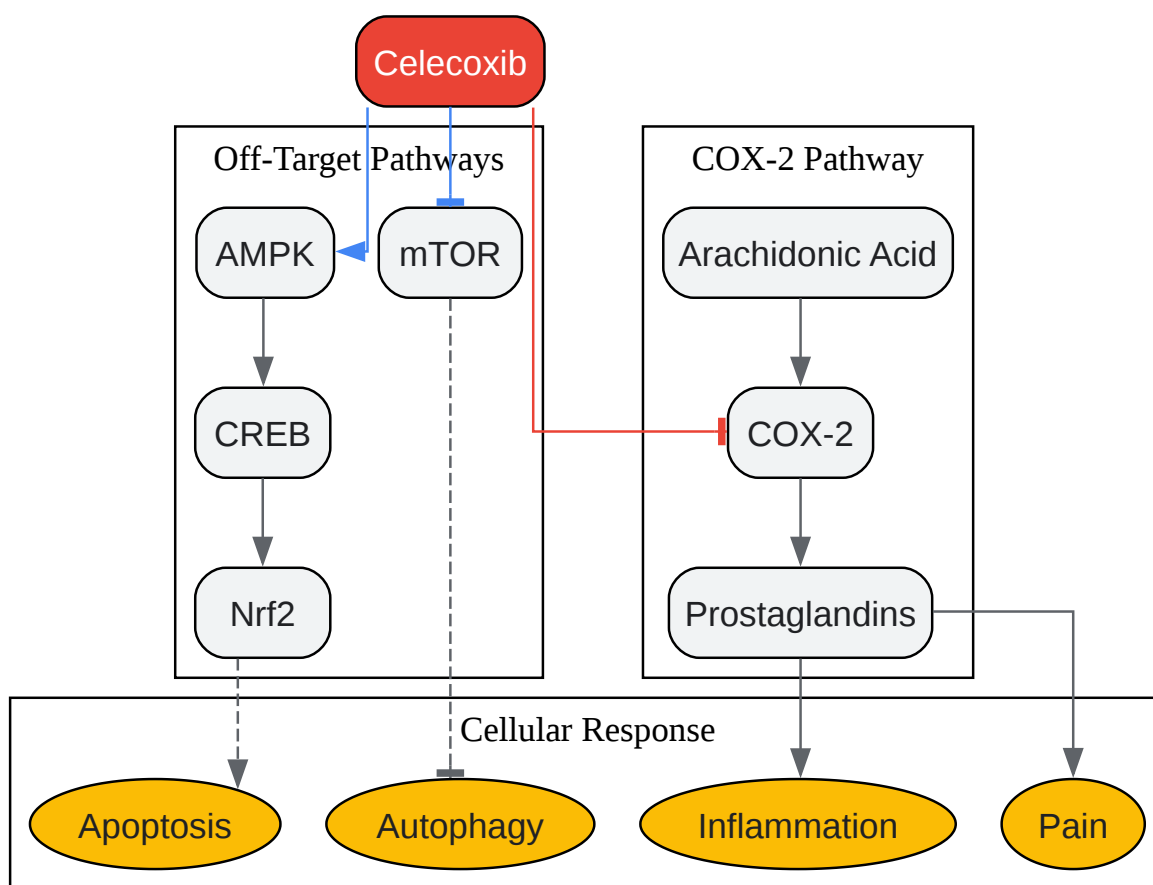 Celecoxib
Off-Target Pathways
COX-2 Pathway
AMPK
mTOR
Arachidonic Acid
CREB
COX-2
Nrf2
Prostaglandins
Cellular Response
Apoptosis
Autophagy
Inflammation
Pain